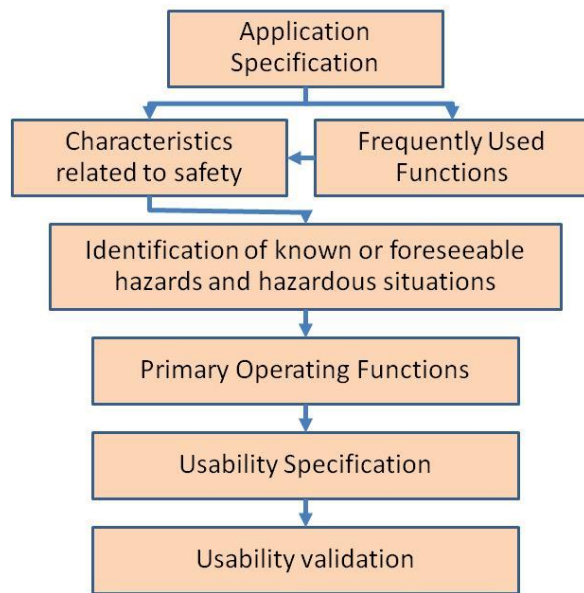 Application
Specification
Characteristics
related to safety
Frequently Used
Functions
Identification of known or foreseeable
hazards and hazardous situations
Primary Operating Functions
Usability Specification
Usability validation